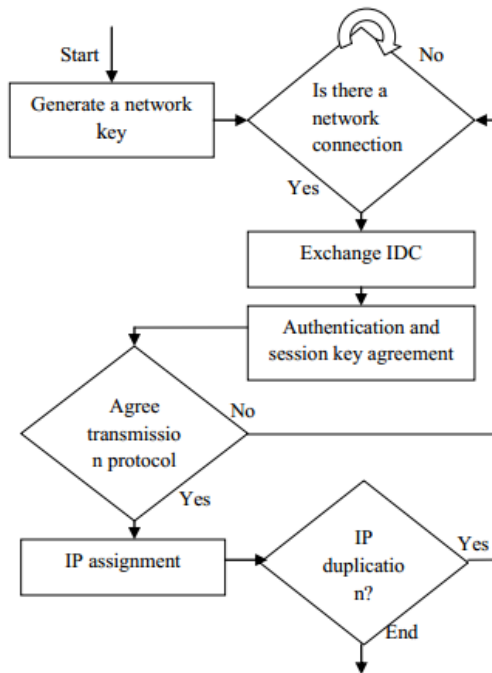 Start
No
Generate a network
key
Is there a
network
connection
Yes
Exchange IDC
Authentication and
session key agreement
Agree
transmissio
n protocol
No
Yes
IP assignment
IP
duplicatio
n?
Yes
End